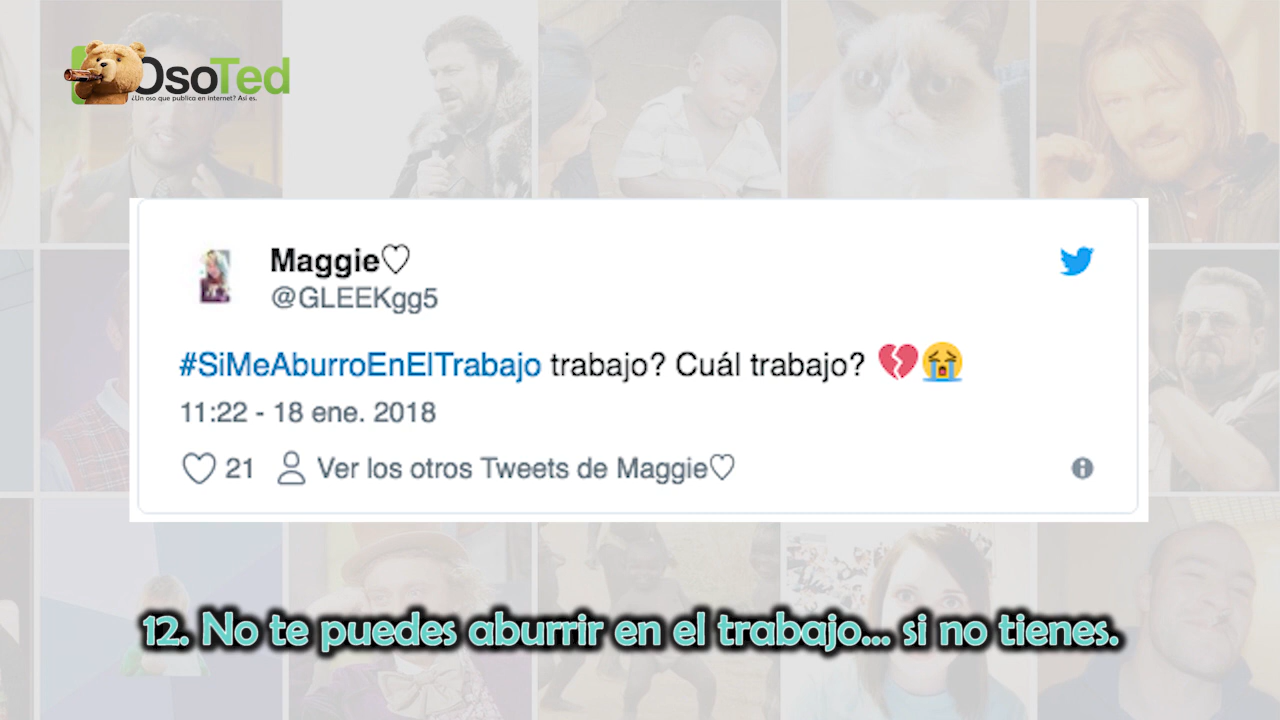 OsoTed
¿Un oso que publica en internet? Así es.
Maggie♡
@GLEEKgg5
#SiMeAburroEnElTrabajo trabajo? Cuál trabajo? 💔😭
11:22 - 18 ene. 2018
♡ 21 Ver los otros Tweets de Maggie♡
12. No te puedes aburrir en el trabajo... si no tienes.